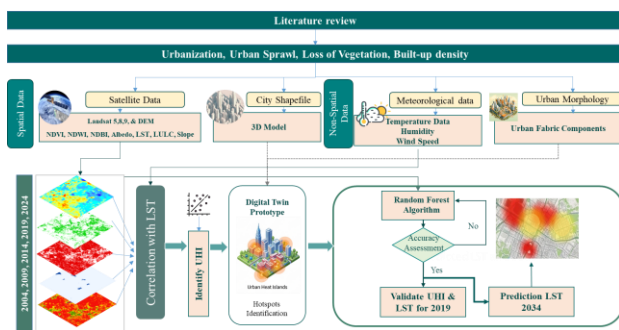 Literature review
Urbanization, Urban Sprawl, Loss of Vegetation, Built-up density
Spatial Data
Satellite Data
Landsat 5,8,9, & DEM
NDVI, NDWI, NDBI, Albedo, LST, LULC, Slope
City Shapefile
3D Model
Non-Spatial Data
Meteorological data
Temperature Data
Humidity
Wind Speed
Urban Morphology
Urban Fabric Components
2004, 2009, 2014, 2019, 2024
Correlation with LST
Identify UHI
Digital Twin
Prototype
Urban Heat Islands
Hotspots
Identification
Random Forest
Algorithm
Accuracy
Assessment
No
Yes
Validate UHI &
LST for 2019
Prediction LST
2034